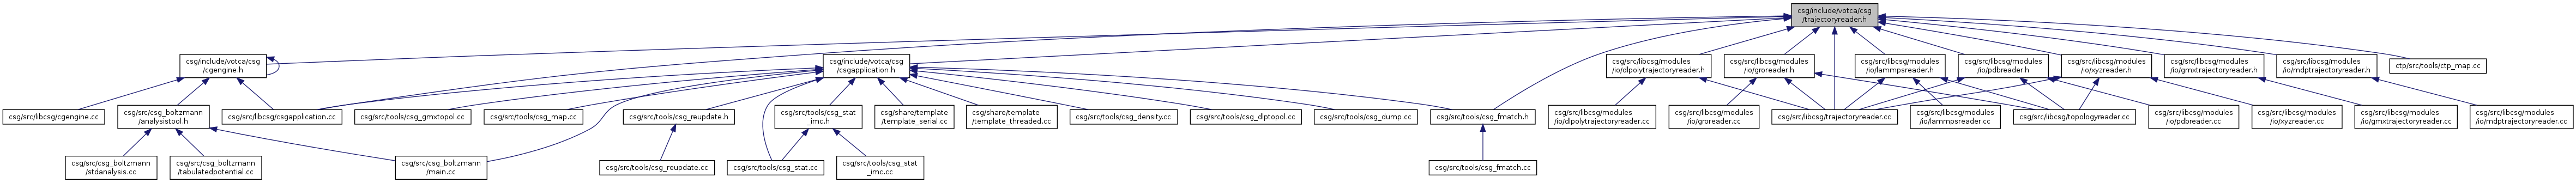 csg/include/votca/csg
/trajectoryreader.h
csg/include/votca/csg
/cgengine.h
csg/include/votca/csg
/csgapplication.h
csg/src/libcsg/modules
/io/dlpolytrajectoryreader.h
csg/src/libcsg/modules
/io/groreader.h
csg/src/libcsg/modules
/io/lammpsreader.h
csg/src/libcsg/modules
/io/pdbreader.h
csg/src/libcsg/modules
/io/xyzreader.h
csg/src/libcsg/modules
/io/gmxtrajectoryreader.h
csg/src/libcsg/modules
/io/mdptrajectoryreader.h
ctp/src/tools/ctp_map.cc
csg/src/libcsg/cgengine.cc
csg/src/csg_boltzmann
/analysistool.h
csg/src/libcsg/csgapplication.cc
csg/src/tools/csg_gmxtopol.cc
csg/src/tools/csg_map.cc
csg/src/tools/csg_reupdate.h
csg/src/tools/csg_stat
_imc.h
csg/share/template
/template_serial.cc
csg/share/template
/template_threaded.cc
csg/src/tools/csg_density.cc
csg/src/tools/csg_dlptopol.cc
csg/src/tools/csg_dump.cc
csg/src/tools/csg_fmatch.h
csg/src/libcsg/modules
/io/dlpolytrajectoryreader.cc
csg/src/libcsg/modules
/io/groreader.cc
csg/src/libcsg/trajectoryreader.cc
csg/src/libcsg/modules
/io/lammpsreader.cc
csg/src/libcsg/topologyreader.cc
csg/src/libcsg/modules
/io/pdbreader.cc
csg/src/libcsg/modules
/io/xyzreader.cc
csg/src/libcsg/modules
/io/gmxtrajectoryreader.cc
csg/src/libcsg/modules
/io/mdptrajectoryreader.cc
csg/src/csg_boltzmann
/stdanalysis.cc
csg/src/csg_boltzmann
/tabulatedpotential.cc
csg/src/csg_boltzmann
/main.cc
csg/src/tools/csg_reupdate.cc
csg/src/tools/csg_stat.cc
csg/src/tools/csg_stat
_imc.cc
csg/src/tools/csg_fmatch.cc